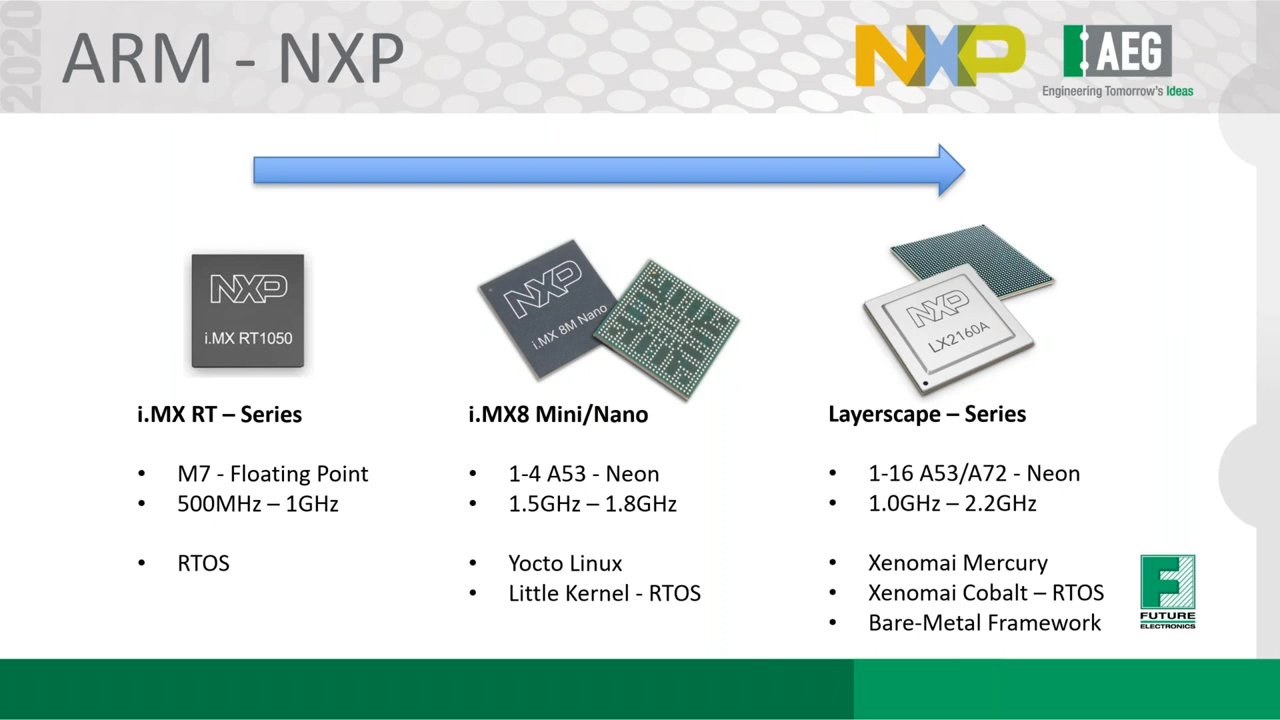 2020
ARM - NXP
NXP
AEG
Engineering Tomorrow's Ideas
NXP
i.MX RT1050
NXP
i.MX 8M Nano
NXP
LX2160A
i.MX RT – Series
• M7 - Floating Point
• 500MHz – 1GHz
• RTOS
i.MX8 Mini/Nano
• 1-4 A53 - Neon
• 1.5GHz – 1.8GHz
• Yocto Linux
• Little Kernel - RTOS
Layerscape – Series
• 1-16 A53/A72 - Neon
• 1.0GHz – 2.2GHz
• Xenomai Mercury
• Xenomai Cobalt – RTOS
• Bare-Metal Framework
F
FUTURE
ELECTRONICS